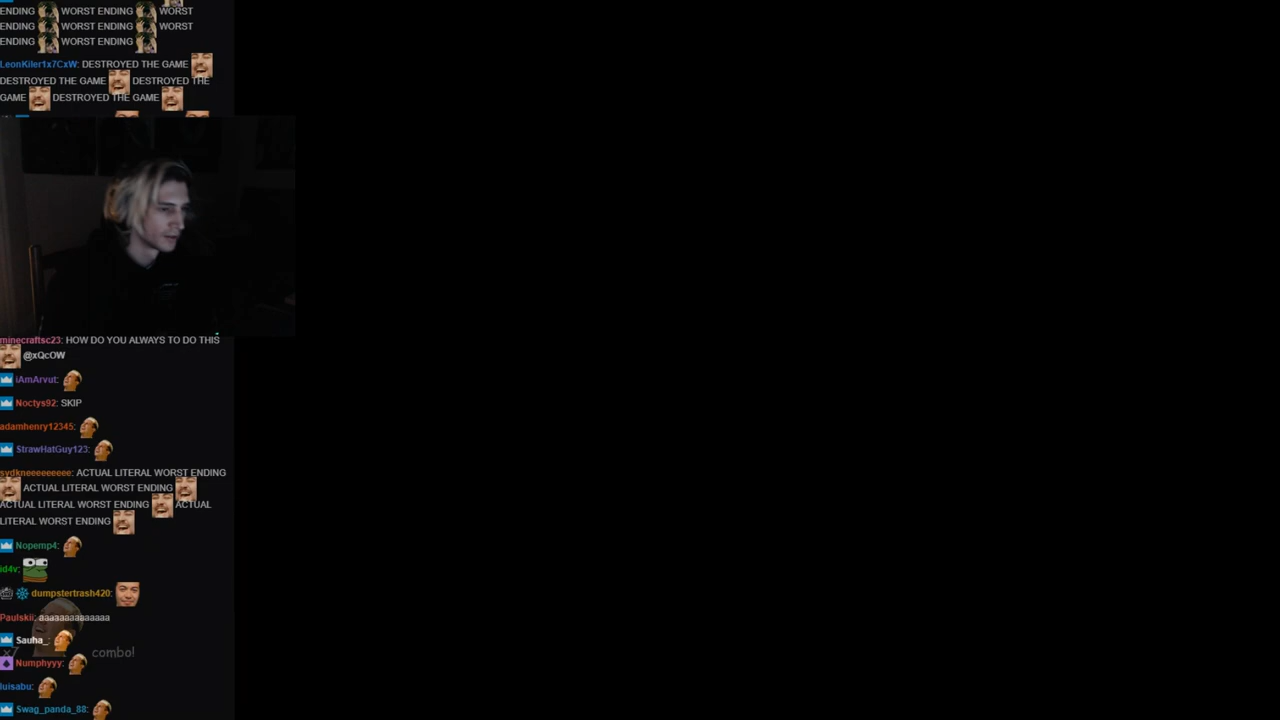 ENDING WORST ENDING WORST
ENDING WORST ENDING WORST
ENDING WORST ENDING
LeonKiler1x7CxW: DESTROYED THE GAME
DESTROYED THE GAME DESTROYED THE
GAME DESTROYED THE GAME
minecraftsc23: HOW DO YOU ALWAYS TO DO THIS
@xQcOW
iAmArvut:
Noctys92: SKIP
adamhenry12345:
StrawHatGuy123:
sydkneeeeeeeee: ACTUAL LITERAL WORST ENDING
ACTUAL LITERAL WORST ENDING
ACTUAL LITERAL WORST ENDING ACTUAL
LITERAL WORST ENDING
Nopemp4:
id4v:
dumpstertrash420:
Paulskii: aaaaaaaaaaaaaa
Sauha_:
x7 combo!
Numphyyy:
luisabu:
Swag_panda_88: